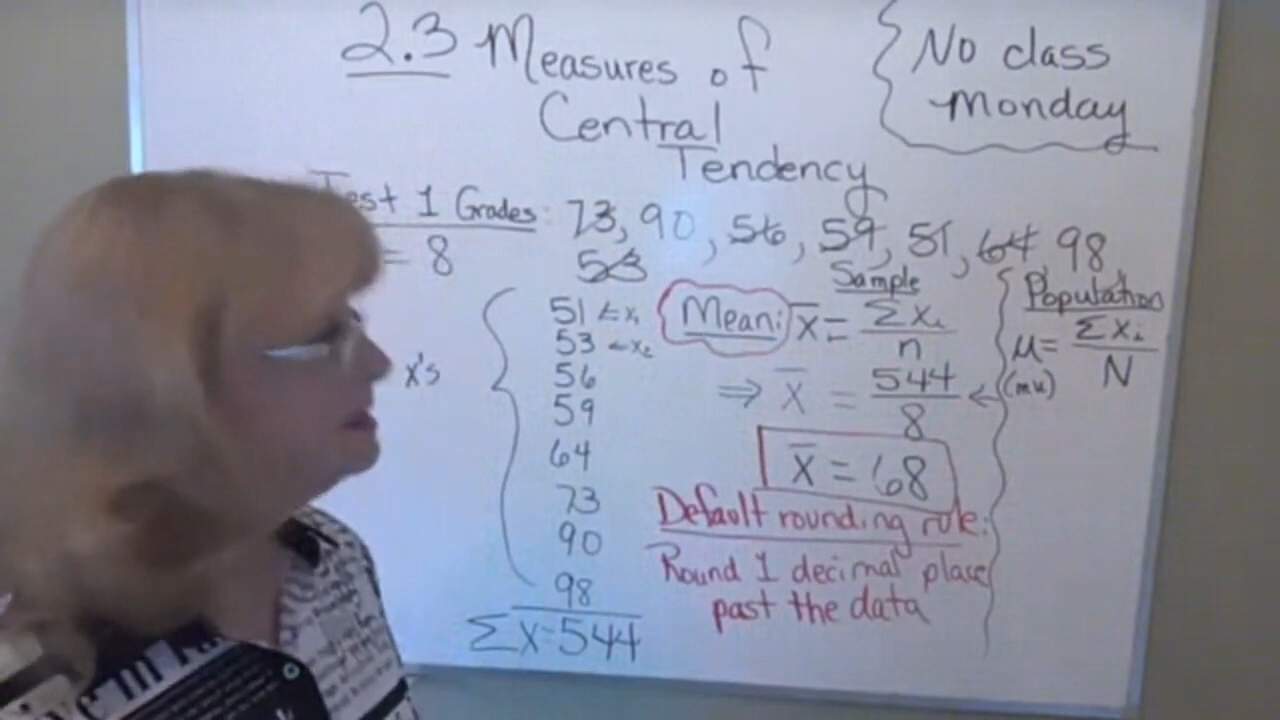 2.3 Measures of
Central
Tendency
No class
Monday
Test 1 Grades: 73, 90, 56, 59, 51, 64 98
53
= 8
x's
51 ← x₁
53 ← x₂
56
59
64
73
90
98
Σx = 544
Mean:
Sample
x̄ = Σxᵢ / n
⇒ x̄ = 544 / 8 ←
x̄ = 68
Population
μ = Σxᵢ / N
(mu)
Default rounding rule:
Round 1 decimal place
past the data